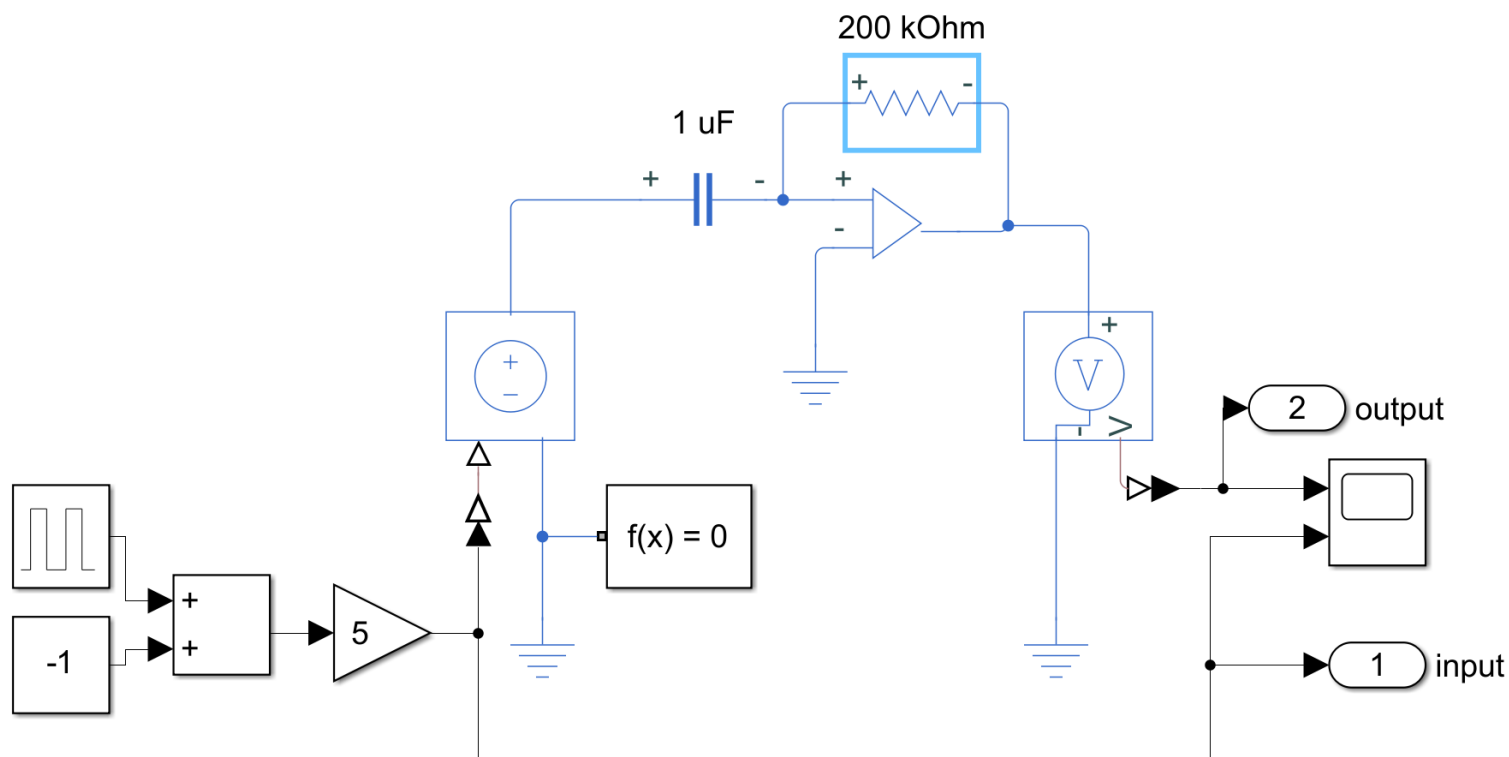 200 kOhm
+ -
1 uF
+ - +
-
+
-
+
V
- V
2 output
f(x) = 0
+
5
-1 +
1 input